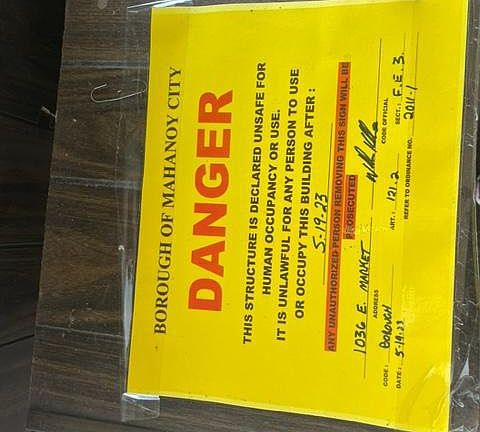 BOROUGH OF MAHANOY CITY
DANGER
THIS STRUCTURE IS DECLARED UNSAFE FOR
HUMAN OCCUPANCY OR USE.
IT IS UNLAWFUL FOR ANY PERSON TO USE
OR OCCUPY THIS BUILDING AFTER :
5-19-23
ANY UNAUTHORIZED PERSON REMOVING THIS SIGN WILL BE
PROSECUTED
1036 E. MARKET
ADDRESS CODE OFFICIAL
CODE: BOROUGH ART.: 121.2 SECT.: F.E.3.
DATE: 5-19-23 REFER TO ORDINANCE NO. 2011-1